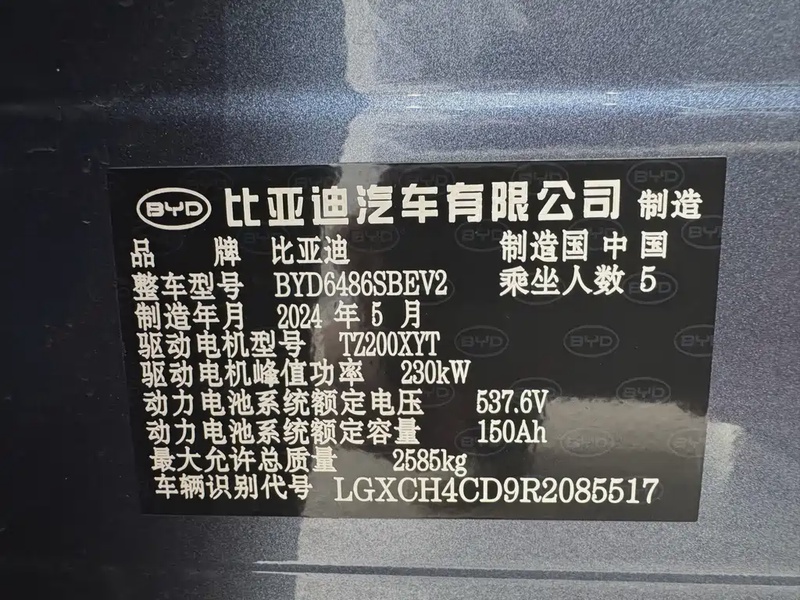 BYD 比亚迪汽车有限公司 制造
品 牌 比亚迪 制造国 中国
整车型号 BYD6486SBEV2 乘坐人数 5
制造年月 2024 年 5 月
驱动电机型号 TZ200XYT
驱动电机峰值功率 230kW
动力电池系统额定电压 537.6V
动力电池系统额定容量 150Ah
最大允许总质量 2585kg
车辆识别代号 LGXCH4CD9R2085517